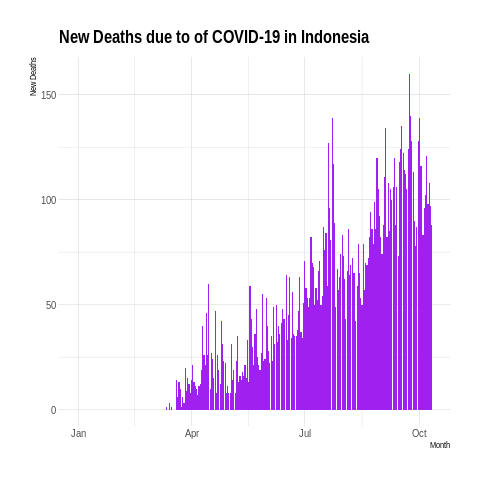 New Deaths due to of COVID-19 in Indonesia
New Deaths
150
100
50
0
Jan Apr Jul Oct
Month